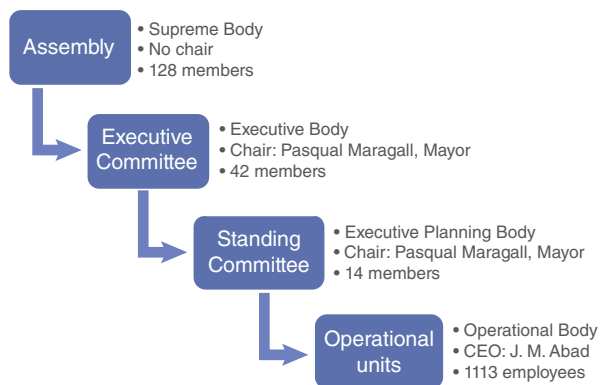 Assembly
• Supreme Body
• No chair
• 128 members
Executive
Committee
• Executive Body
• Chair: Pasqual Maragall, Mayor
• 42 members
Standing
Committee
• Executive Planning Body
• Chair: Pasqual Maragall, Mayor
• 14 members
Operational
units
• Operational Body
• CEO: J. M. Abad
• 1113 employees